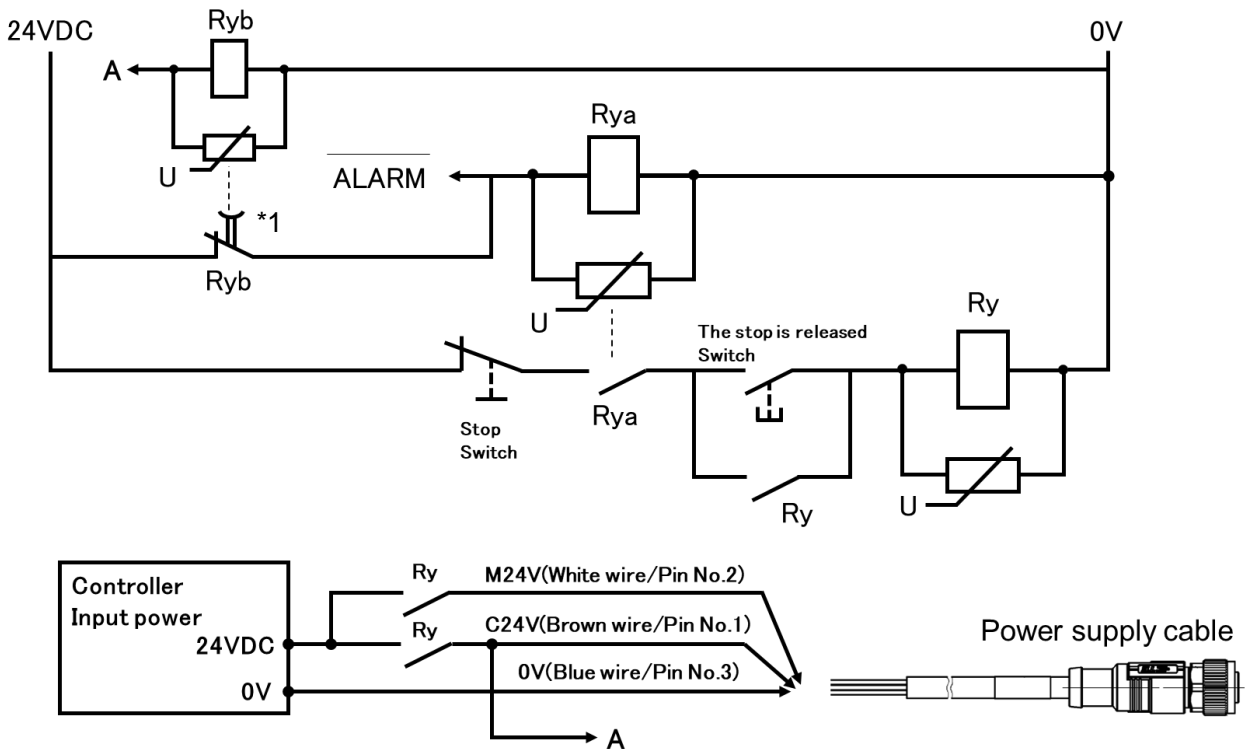 24VDC
Ryb
0V
A
Rya
U
ALARM
*1
Ryb
Ry
U
The stop is released
Switch
Rya
Stop
Switch
Ry
U
Controller
Input power
24VDC
0V
Ry
M24V(White wire/Pin No.2)
Ry
C24V(Brown wire/Pin No.1)
0V(Blue wire/Pin No.3)
A
Power supply cable